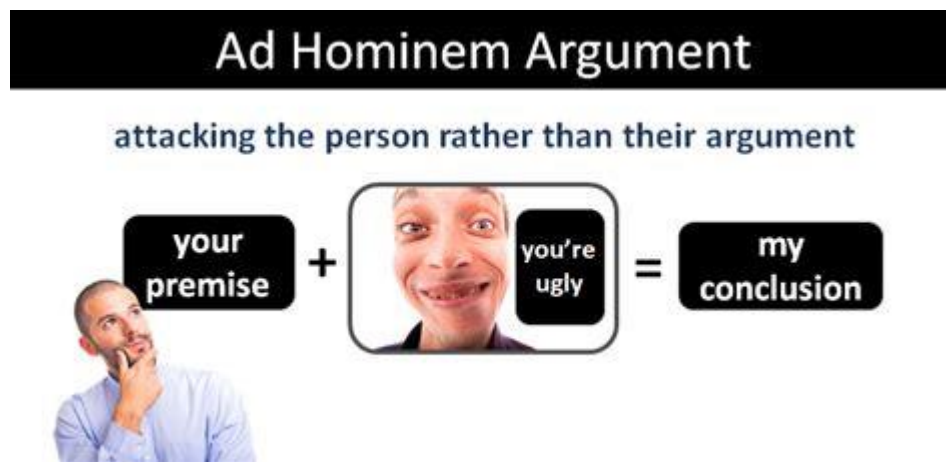 Ad Hominem Argument
attacking the person rather than their argument
your
premise
+
you're
ugly
=
my
conclusion